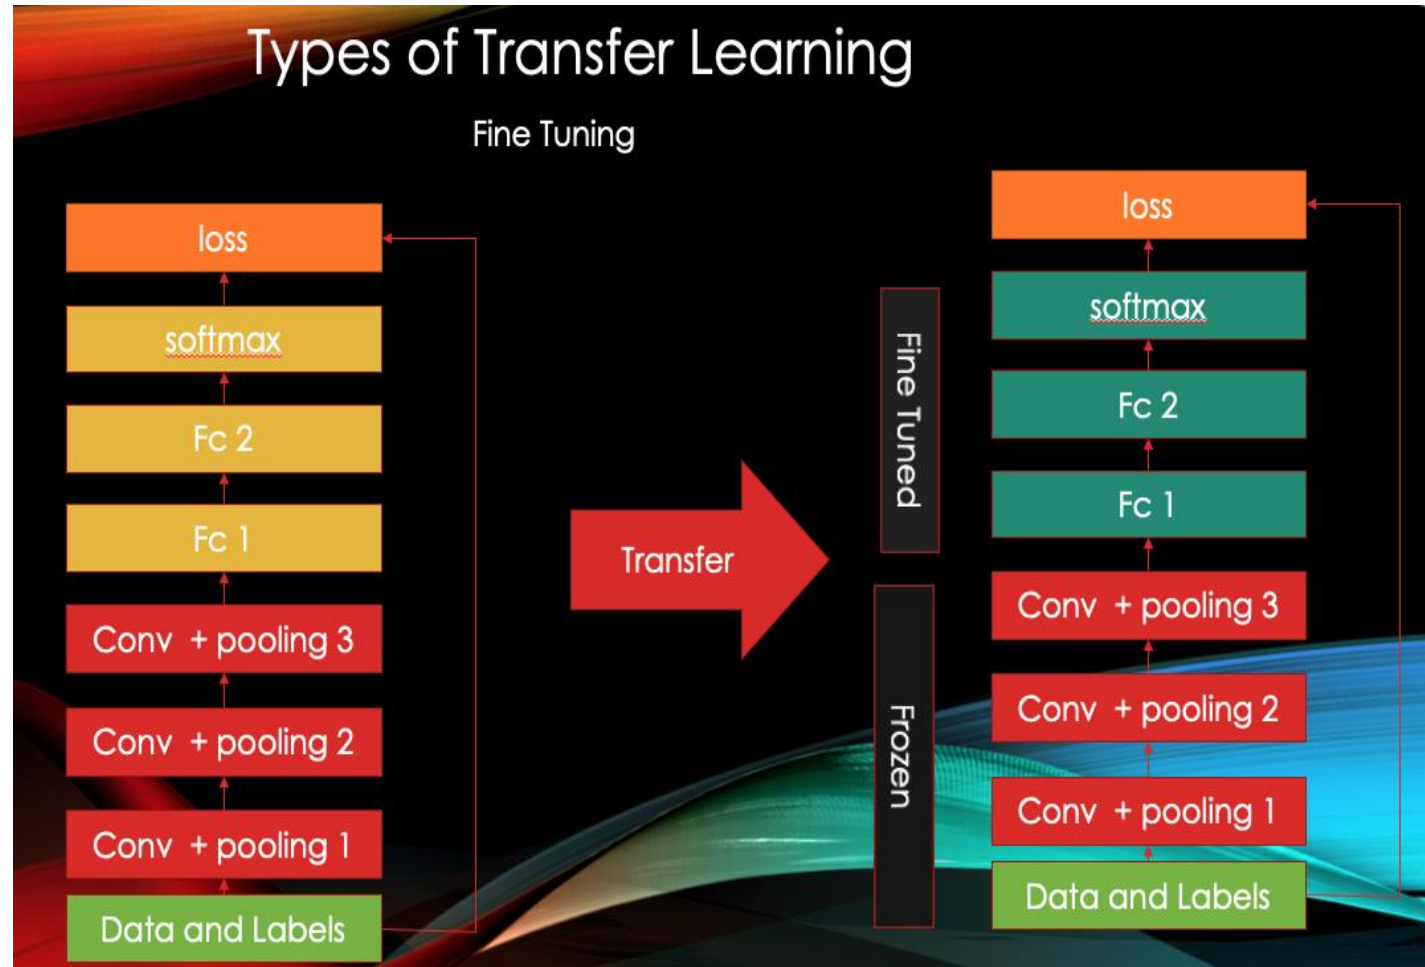 Types of Transfer Learning
Fine Tuning
loss
softmax
Fc 2
Fc 1
Conv + pooling 3
Conv + pooling 2
Conv + pooling 1
Data and Labels
Transfer
Fine Tuned
Frozen
loss
softmax
Fc 2
Fc 1
Conv + pooling 3
Conv + pooling 2
Conv + pooling 1
Data and Labels